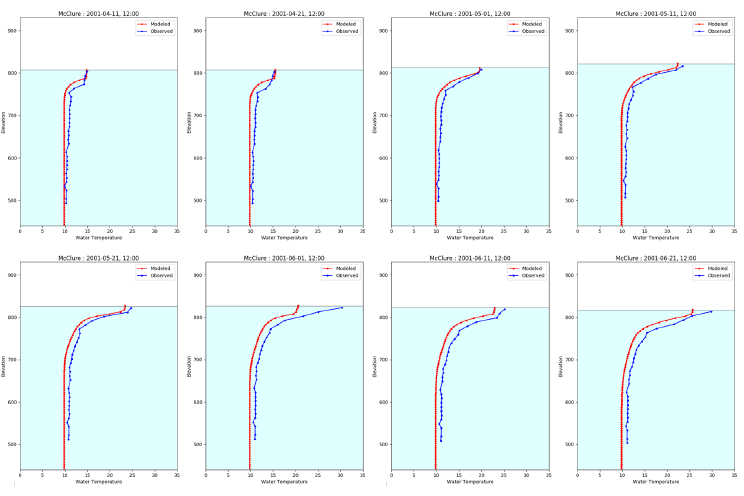 McClure : 2001-04-11, 12:00
Modeled
Observed
900
800
700
600
500
Elevation
0 5 10 15 20 25 30 35
Water Temperature
McClure : 2001-04-21, 12:00
Modeled
Observed
900
800
700
600
500
Elevation
0 5 10 15 20 25 30 35
Water Temperature
McClure : 2001-05-01, 12:00
Modeled
Observed
900
800
700
600
500
Elevation
0 5 10 15 20 25 30 35
Water Temperature
McClure : 2001-05-11, 12:00
Modeled
Observed
900
800
700
600
500
Elevation
0 5 10 15 20 25 30 35
Water Temperature
McClure : 2001-05-21, 12:00
Modeled
Observed
900
800
700
600
500
Elevation
0 5 10 15 20 25 30 35
Water Temperature
McClure : 2001-06-01, 12:00
Modeled
Observed
900
800
700
600
500
Elevation
0 5 10 15 20 25 30 35
Water Temperature
McClure : 2001-06-11, 12:00
Modeled
Observed
900
800
700
600
500
Elevation
0 5 10 15 20 25 30 35
Water Temperature
McClure : 2001-06-21, 12:00
Modeled
Observed
900
800
700
600
500
Elevation
0 5 10 15 20 25 30 35
Water Temperature